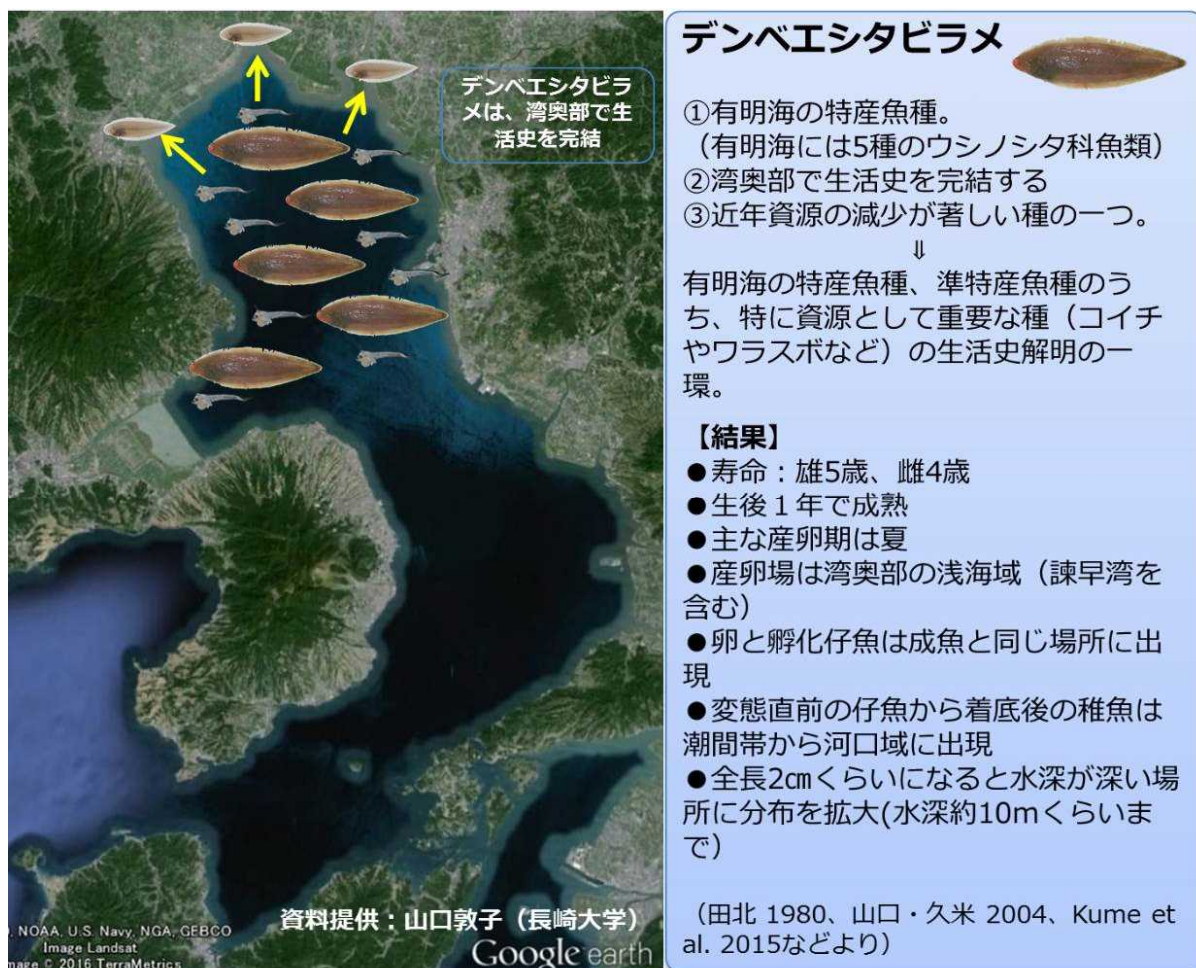 デンベエシタビラ
メは、湾奥部で生
活史を完結
資料提供：山口敦子（長崎大学）
, NOAA, U.S. Navy, NGA, GEBCO
Image Landsat
mage © 2016 TerraMetrics
Google earth
デンベエシタビラメ
①有明海の特産魚種。
（有明海には5種のウシノシタ科魚類）
②湾奥部で生活史を完結する
③近年資源の減少が著しい種の一つ。
⇓
有明海の特産魚種、準特産魚種のう
ち、特に資源として重要な種（コイチ
やワラスボなど）の生活史解明の一
環。
【結果】
●寿命：雄5歳、雌4歳
●生後１年で成熟
●主な産卵期は夏
●産卵場は湾奥部の浅海域（諫早湾を
含む）
●卵と孵化仔魚は成魚と同じ場所に出
現
●変態直前の仔魚から着底後の稚魚は
潮間帯から河口域に出現
●全長2㎝くらいになると水深が深い場
所に分布を拡大(水深約10mくらいま
で）
（田北 1980、山口・久米 2004、Kume et
al. 2015などより）